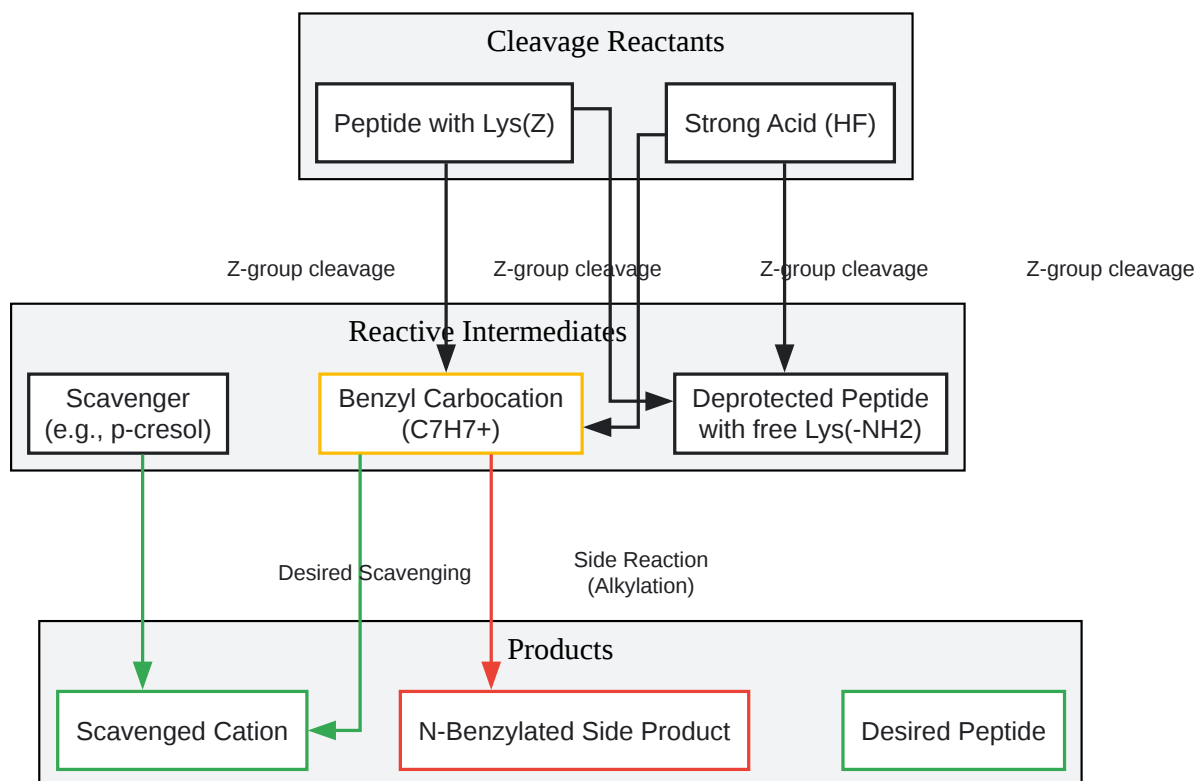 Cleavage Reactants
Peptide with Lys(Z)
Strong Acid (HF)
Z-group cleavage
Z-group cleavage
Z-group cleavage
Z-group cleavage
Reactive Intermediates
Scavenger
(e.g., p-cresol)
Benzyl Carbocation
(C7H7+)
Deprotected Peptide
with free Lys(-NH2)
Desired Scavenging
Side Reaction
(Alkylation)
Products
Scavenged Cation
N-Benzylated Side Product
Desired Peptide